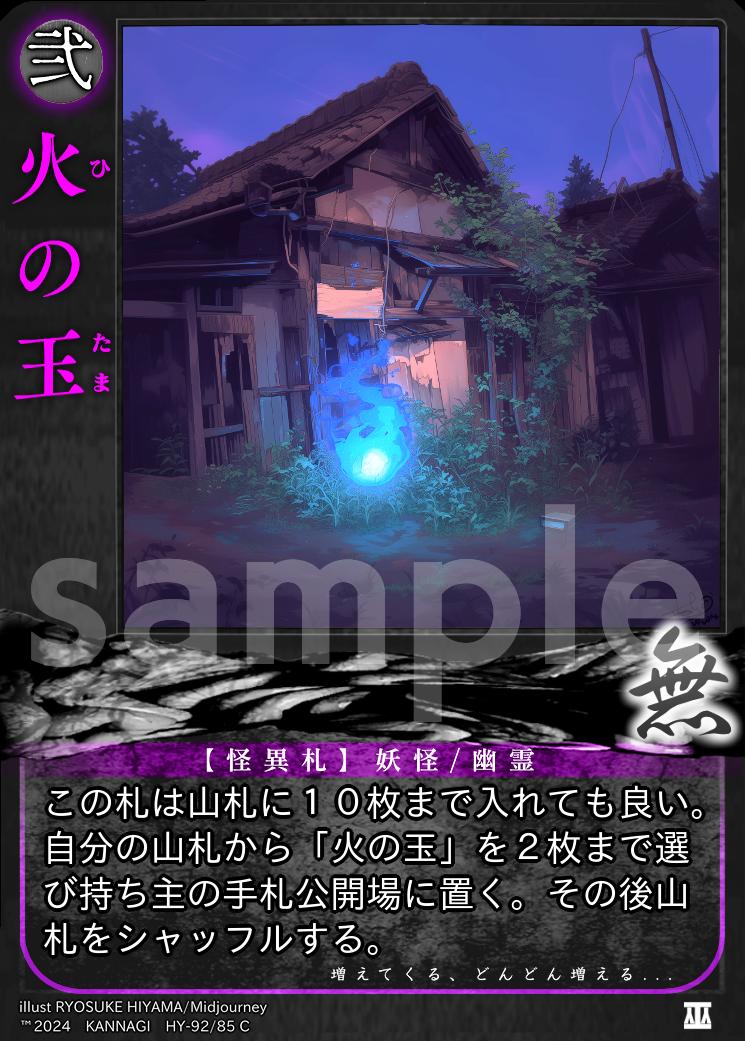 弐
火の玉
ひ
たま
sample
無
【怪異札】妖怪/幽霊
この札は山札に１０枚まで入れても良い。
自分の山札から「火の玉」を２枚まで選
び持ち主の手札公開場に置く。その後山
札をシャッフルする。
増えてくる、どんどん増える...
illust RYOSUKE HIYAMA/Midjourney
™2024 KANNAGI HY-92/85 C